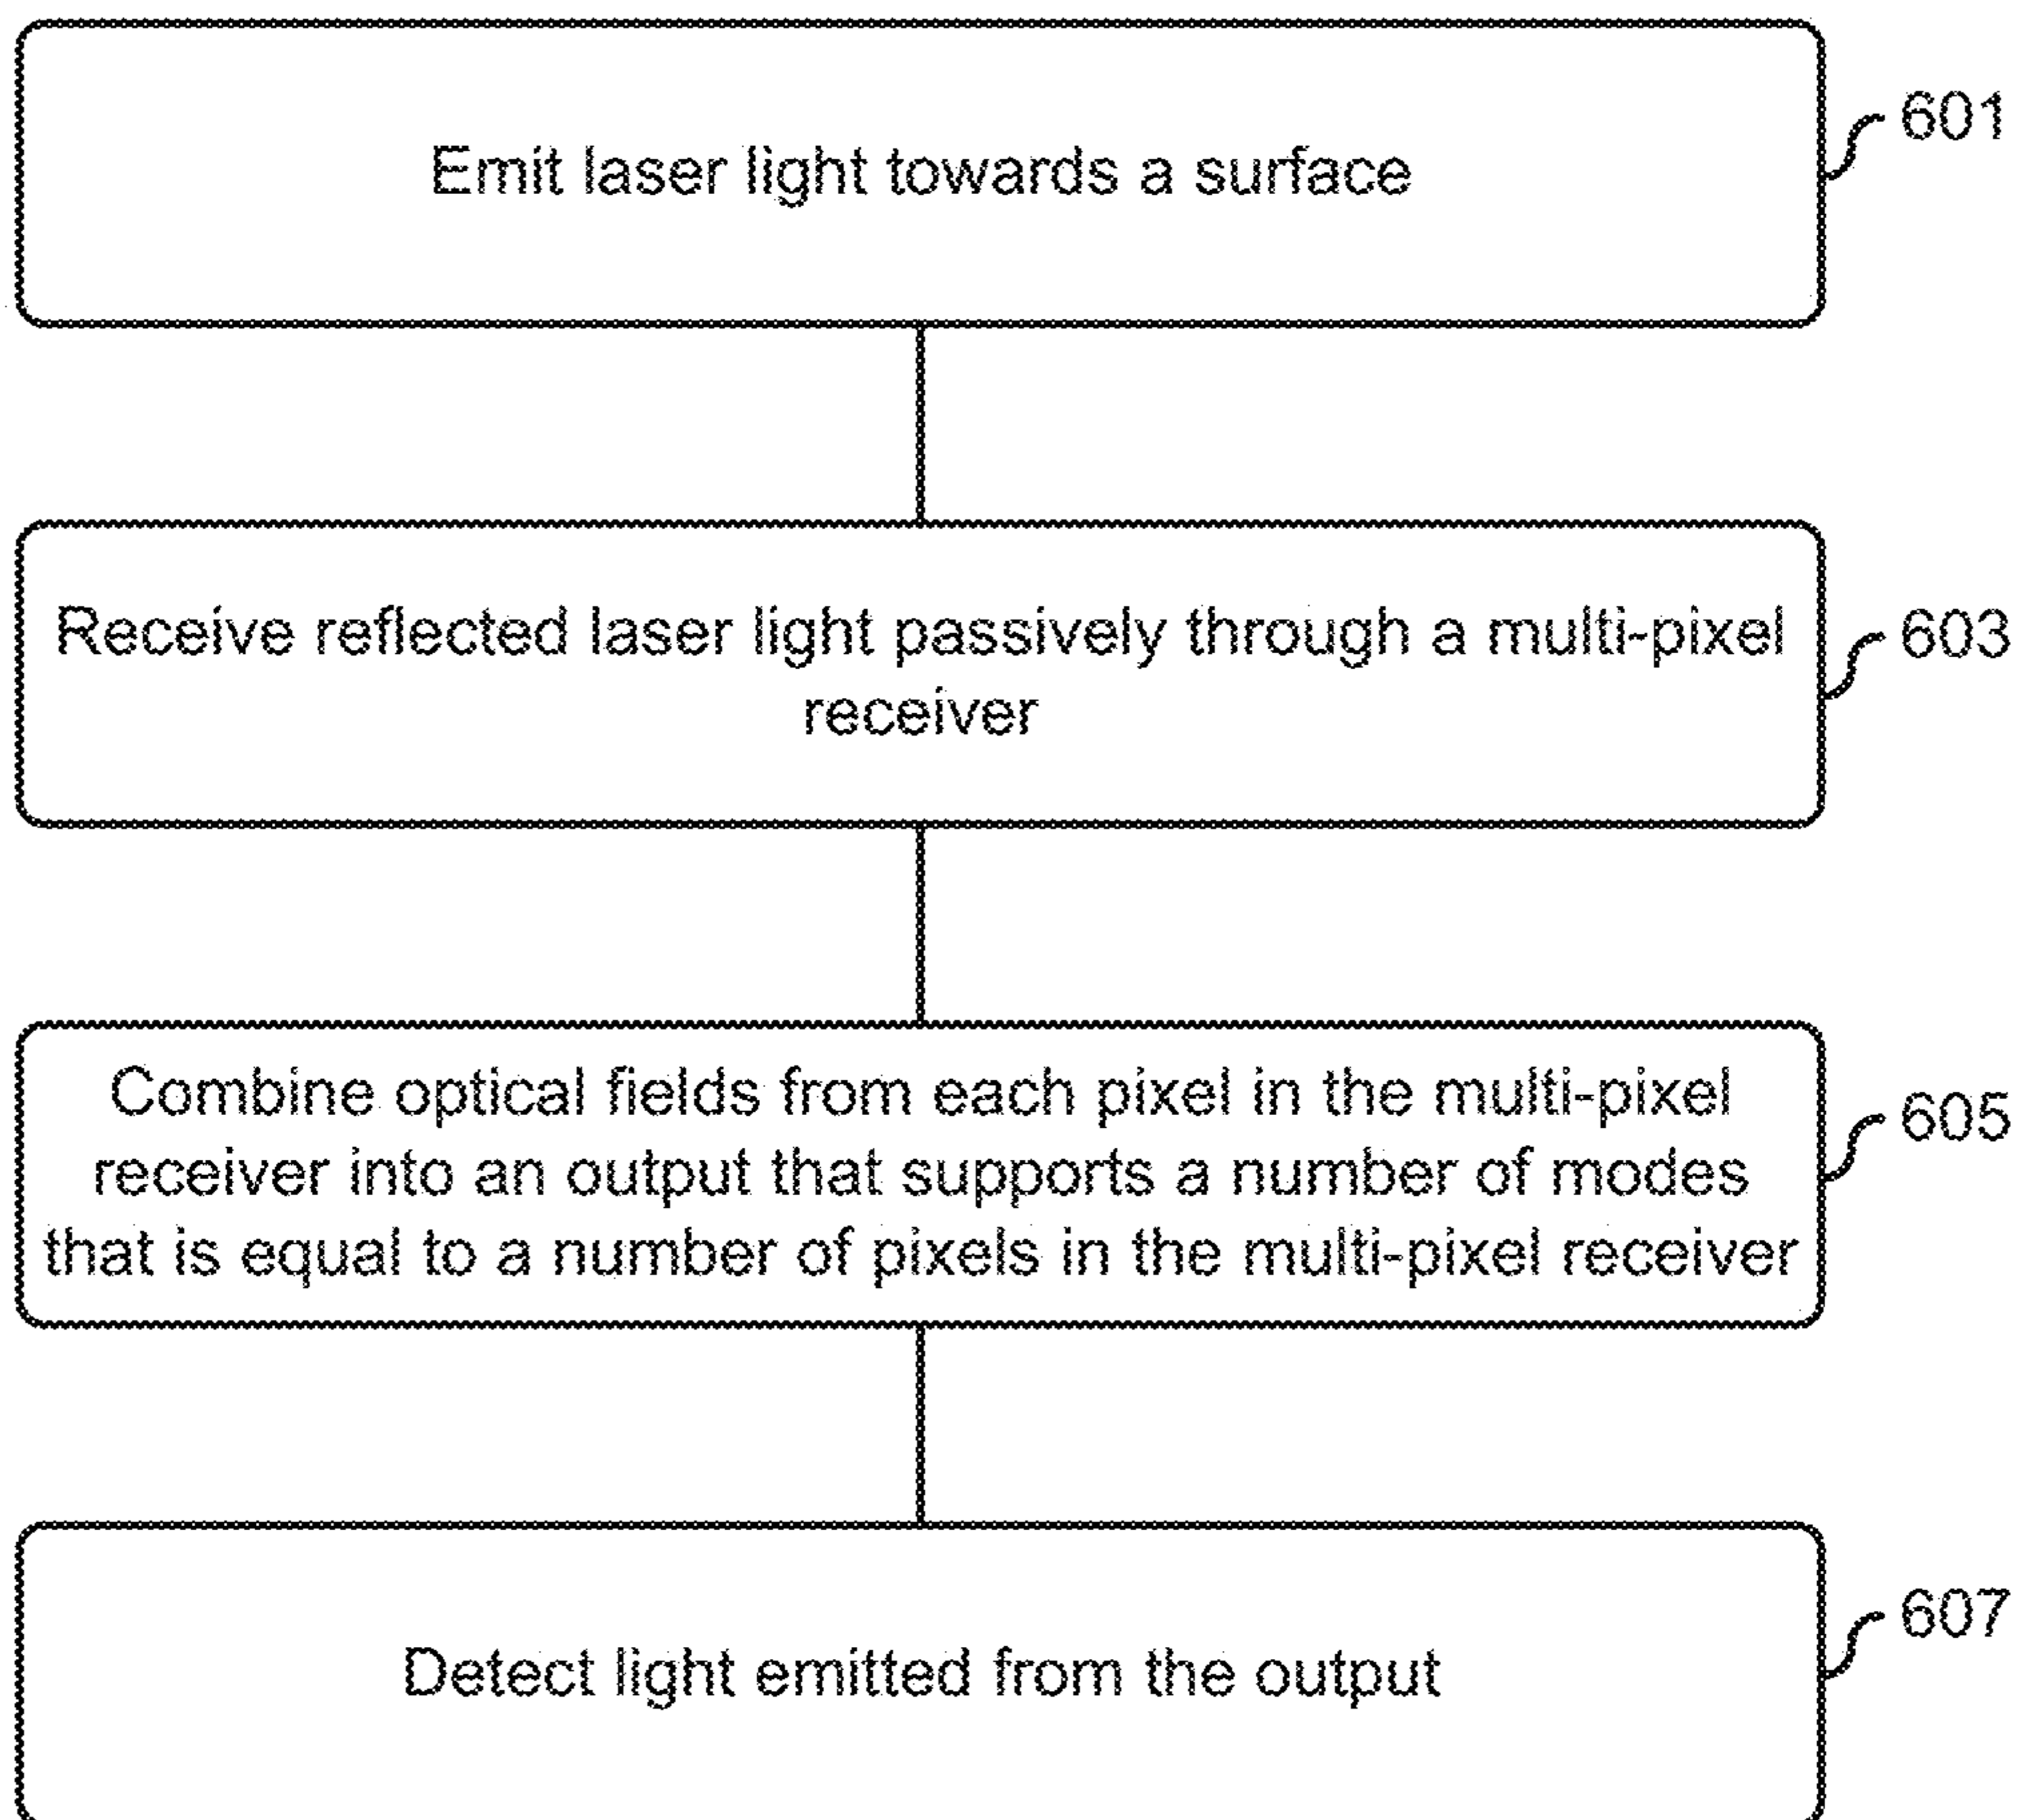 Emit laser light towards a surface
601
Receive reflected laser light passively through a multi-pixel
receiver
603
Combine optical fields from each pixel in the multi-pixel
receiver into an output that supports a number of modes
that is equal to a number of pixels in the multi-pixel receiver
605
Detect light emitted from the output
607